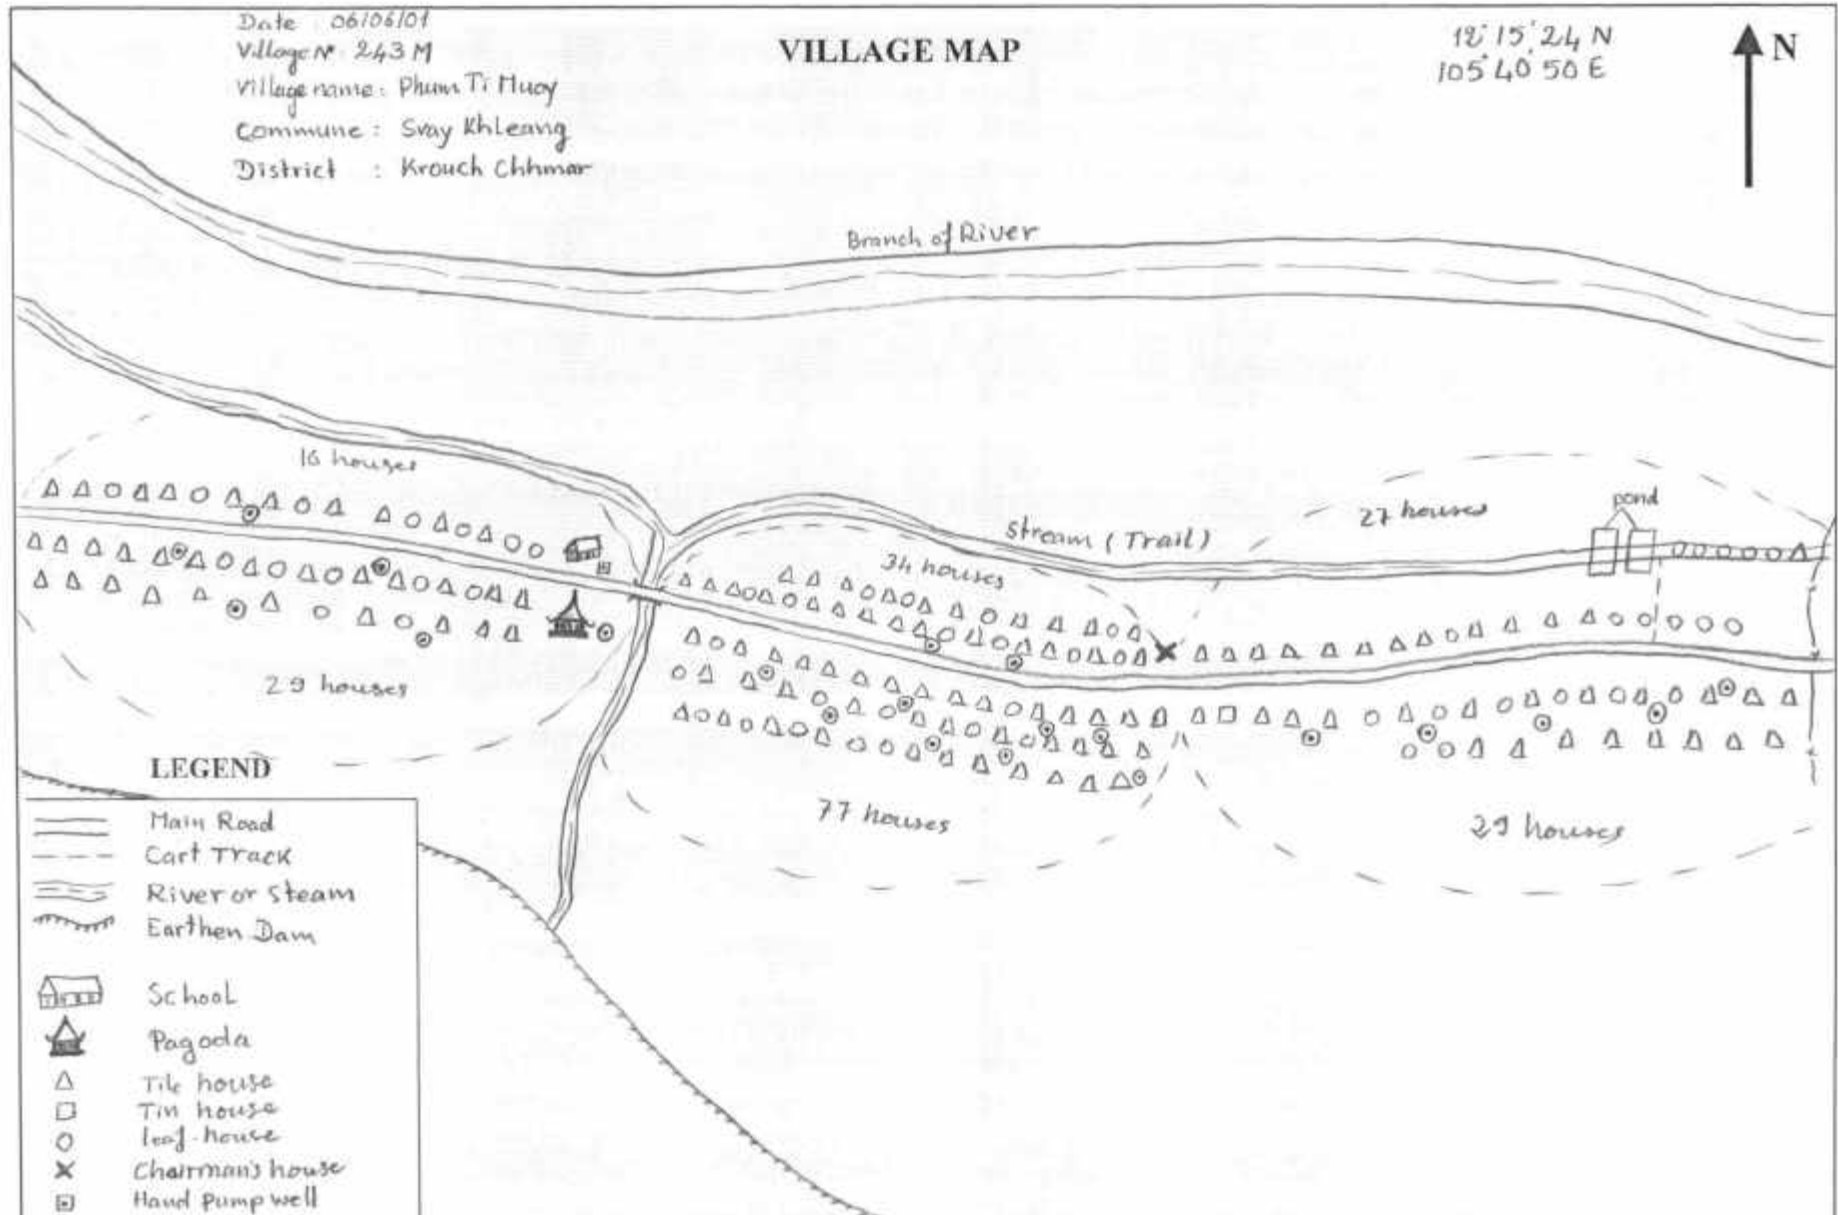 Date : 06/06/01
Village Nº 243 M
Village name : Phum Ti Muoy
Commune : Svay Khleang
District : Krouch Chhmar
VILLAGE MAP
12° 15' 24 N
105° 40' 50 E
N
Branch of River
16 houses
Stream (Trail)
34 houses
27 houses
pond
29 houses
77 houses
29 houses
LEGEND
Main Road
Cart Track
River or Steam
Earthen Dam
School
Pagoda
Tile house
Tin house
leaf-house
Chairman's house
Hand pump well